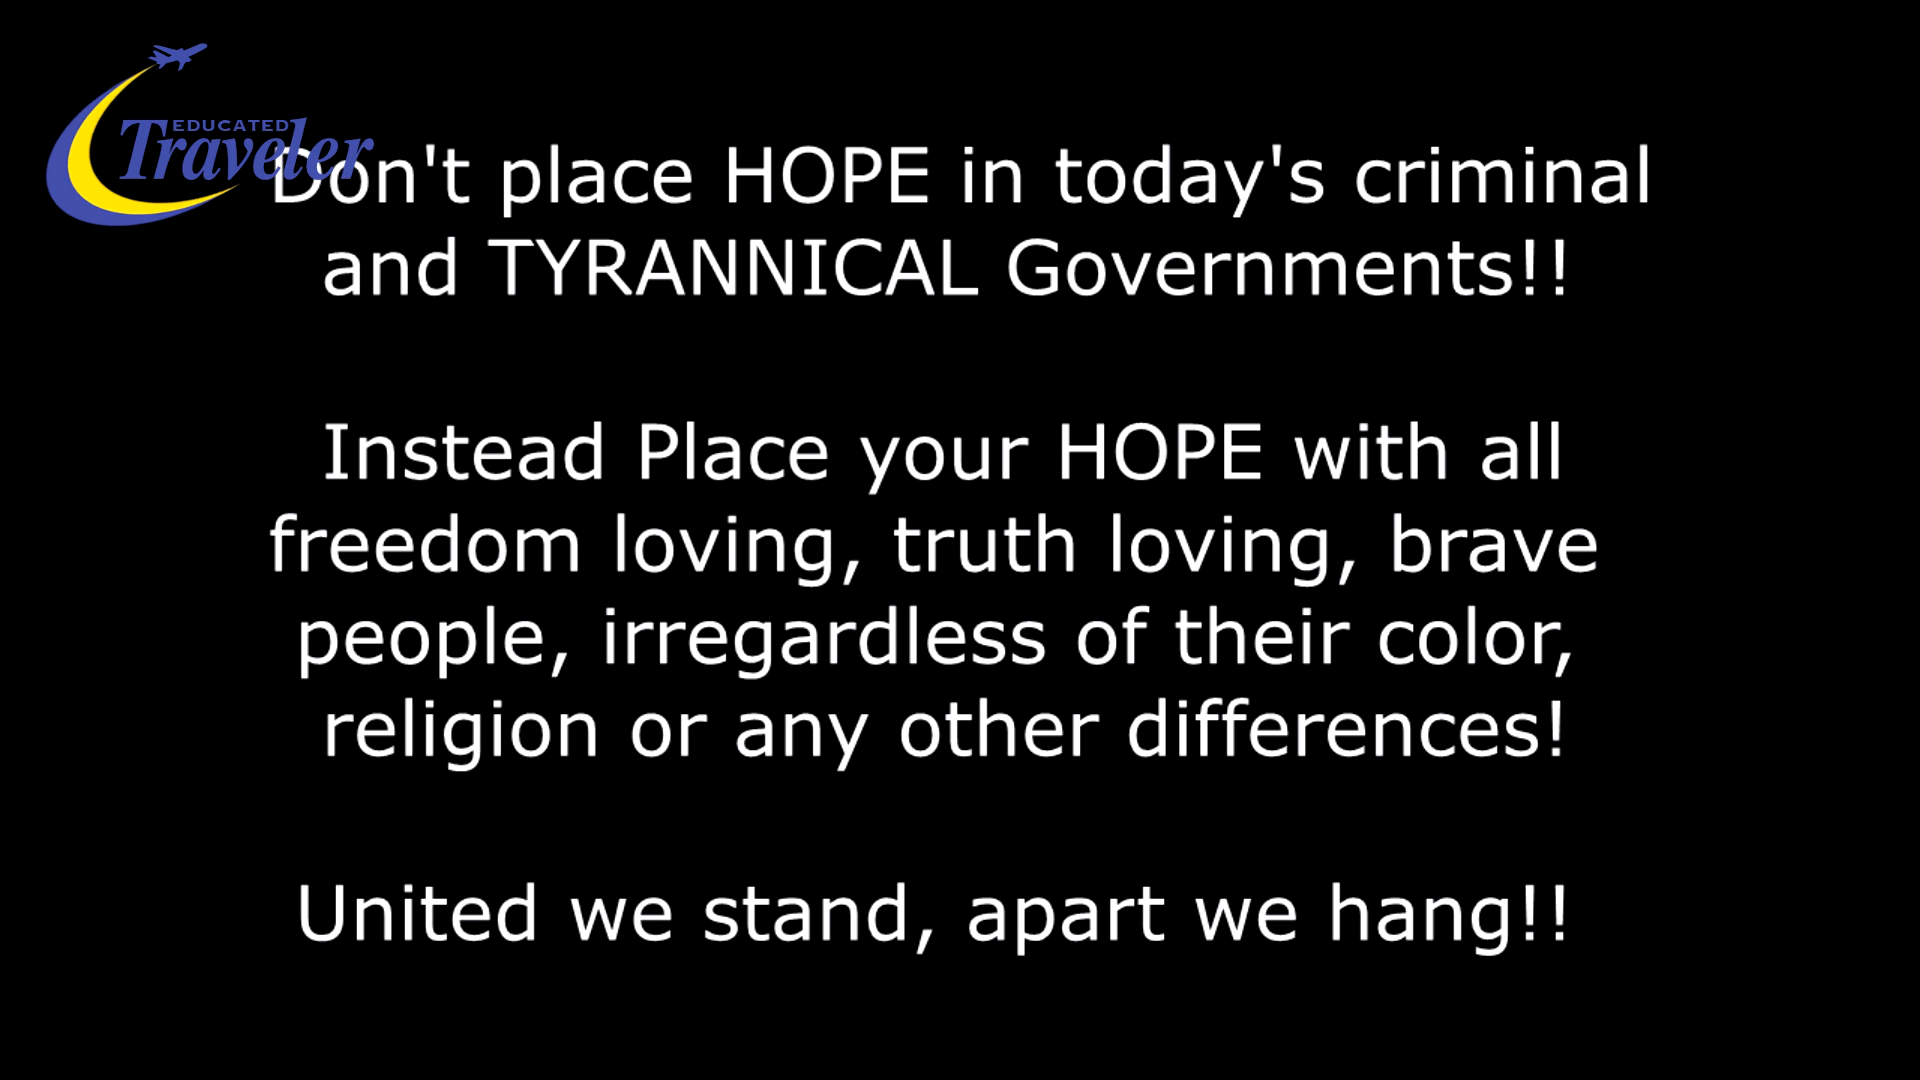 EDUCATED
Traveler
Don't place HOPE in today's criminal
and TYRANNICAL Governments!!
Instead Place your HOPE with all
freedom loving, truth loving, brave
people, irregardless of their color,
religion or any other differences!
United we stand, apart we hang!!